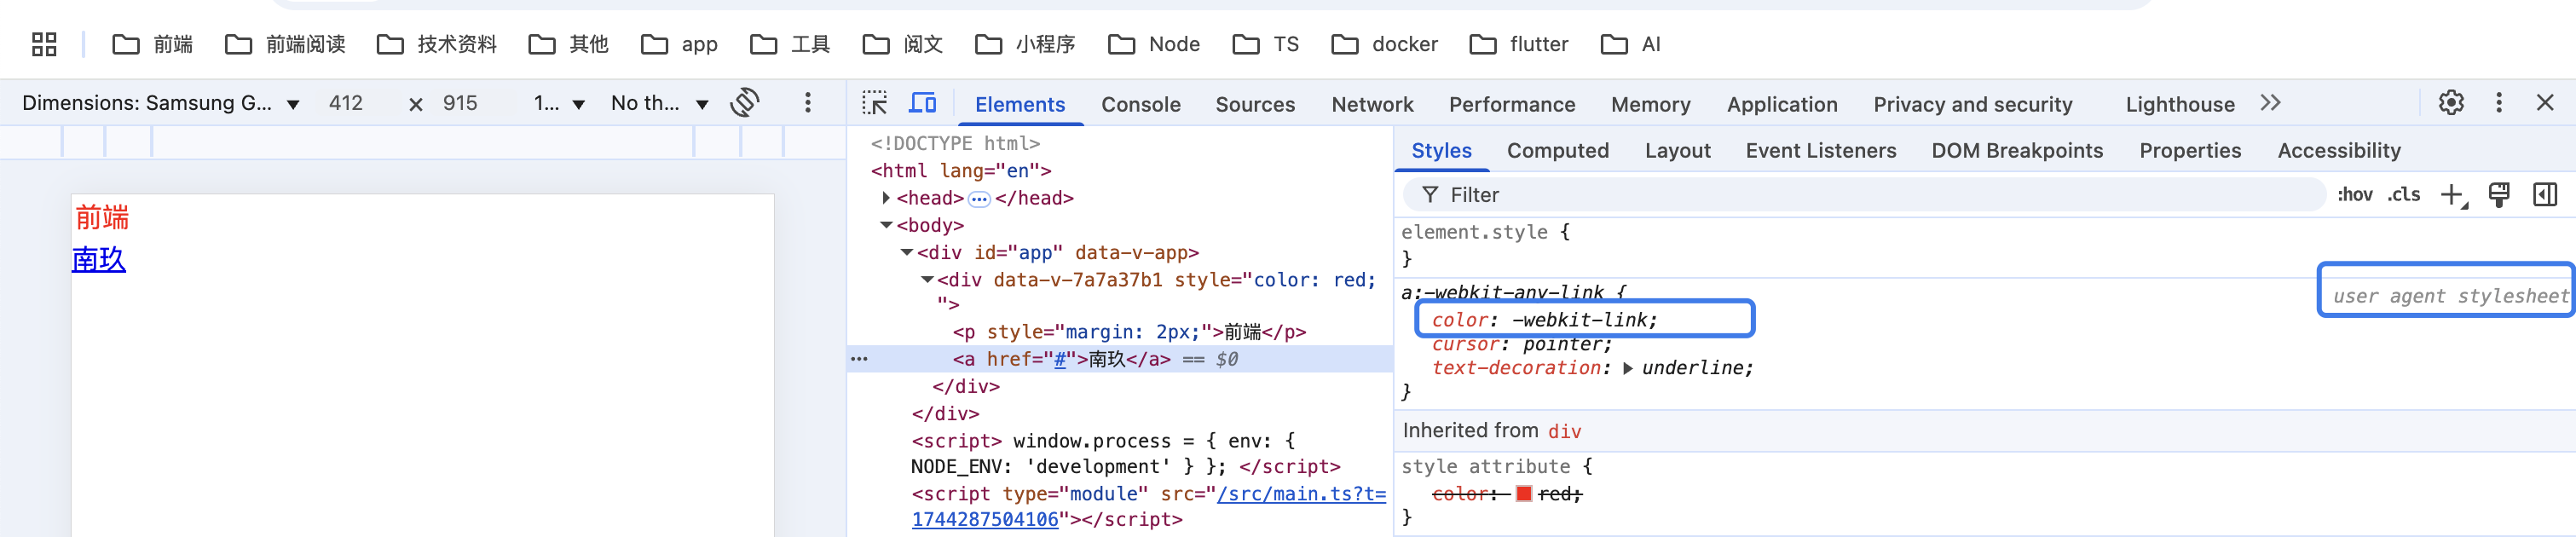 前端 前端阅读 技术资料 其他 app 工具 阅文 小程序 Node TS docker flutter AI
Dimensions: Samsung G... ▼ 412 × 915 1... ▼ No th... ▼
Elements Console Sources Network Performance Memory Application Privacy and security Lighthouse
Styles Computed Layout Event Listeners DOM Breakpoints Properties Accessibility
Filter :hov .cls
前端
南玖
<!DOCTYPE html>
<html lang="en">
<head> ••• </head>
<body>
<div id="app" data-v-app>
<div data-v-7a7a37b1 style="color: red;
">
<p style="margin: 2px;">前端</p>
<a href="#">南玖</a> == $0
</div>
</div>
<script> window.process = { env: {
NODE_ENV: 'development' } }; </script>
<script type="module" src="/src/main.ts?t=
1744287504106"></script>
element.style {
}
a:-webkit-any-link { user agent stylesheet
color: -webkit-link;
cursor: pointer;
text-decoration: ▶ underline;
}
Inherited from div
style attribute {
color: red;
}